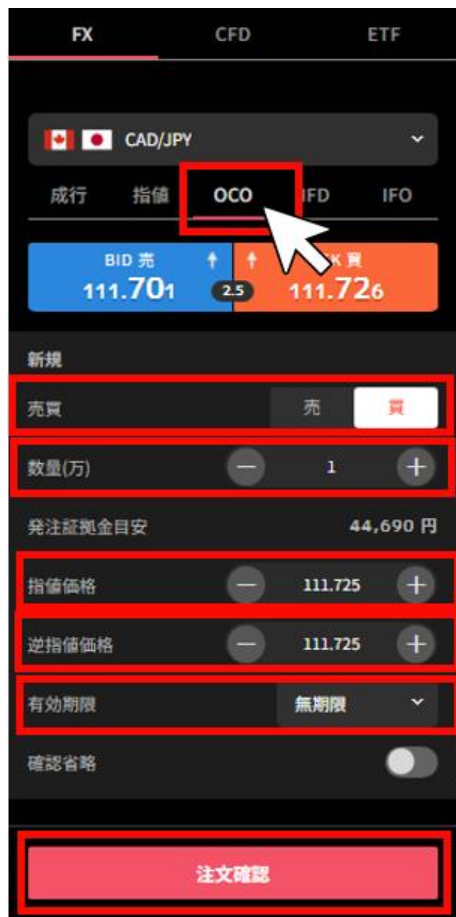 FX CFD ETF
CAD/JPY
成行 指値 OCO IFD IFO
BID 売 K 買
111.701 2.5 111.726
新規
売買 売 買
数量(万) − 1 +
発注証拠金目安 44,690 円
指値価格 − 111.725 +
逆指値価格 − 111.725 +
有効期限 無期限
確認省略
注文確認